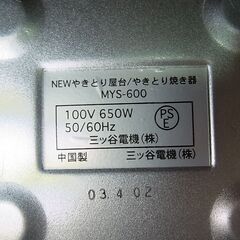 NEWやきとり屋台/やきとり焼き器
MYS-600
100V 650W
50/60Hz
三ッ谷電機(株)
PS
E
中国製 三ッ谷電機(株)
03.4 02